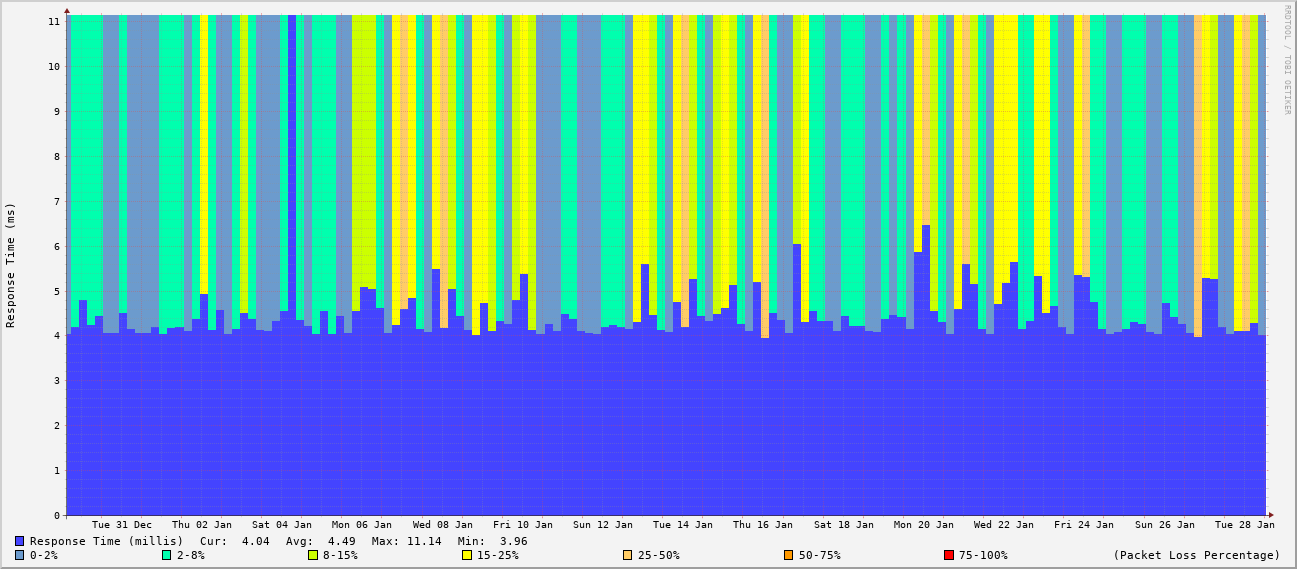 RRDTOOL / TOBI OETIKER
Response Time (ms)
11
10
9
8
7
6
5
4
3
2
1
0
Tue 31 Dec Thu 02 Jan Sat 04 Jan Mon 06 Jan Wed 08 Jan Fri 10 Jan Sun 12 Jan Tue 14 Jan Thu 16 Jan Sat 18 Jan Mon 20 Jan Wed 22 Jan Fri 24 Jan Sun 26 Jan Tue 28 Jan
Response Time (millis) Cur: 4.04 Avg: 4.49 Max: 11.14 Min: 3.96
0-2% 2-8% 8-15% 15-25% 25-50% 50-75% 75-100% (Packet Loss Percentage)